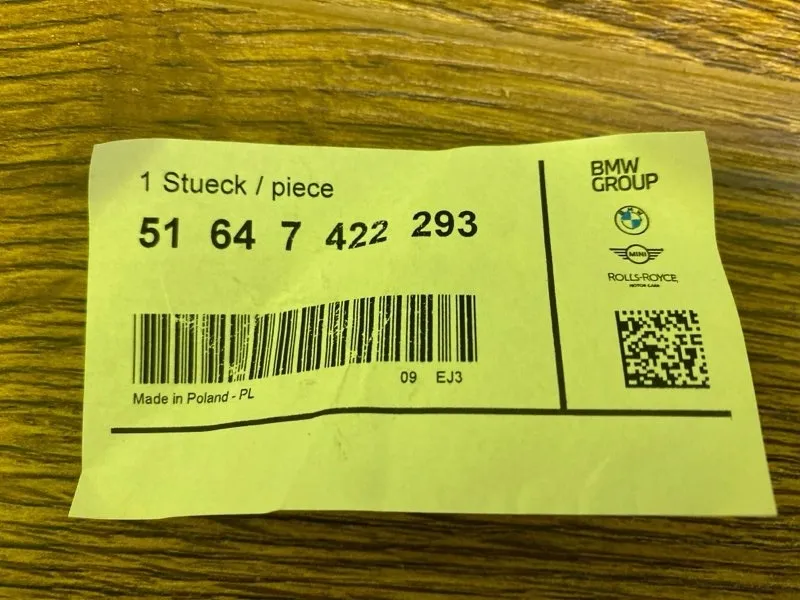 1 Stueck / piece
51 64 7 422 293
09 EJ3
Made in Poland - PL
BMW
GROUP
BMW
MINI
ROLLS-ROYCE
MOTOR CARS